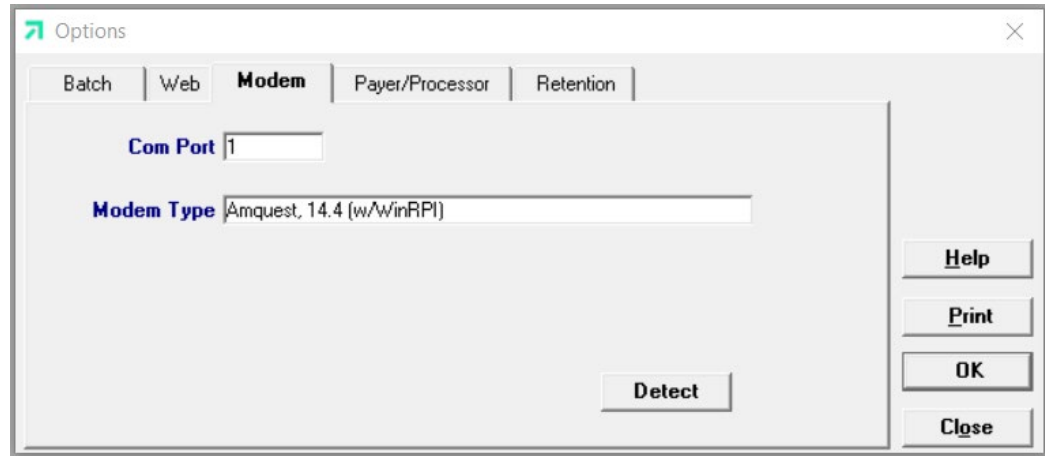 Options
Batch Web Modem Payer/Processor Retention
Com Port 1
Modem Type Amquest, 14.4 (w/WinRPI)
Help
Print
OK
Detect
Close